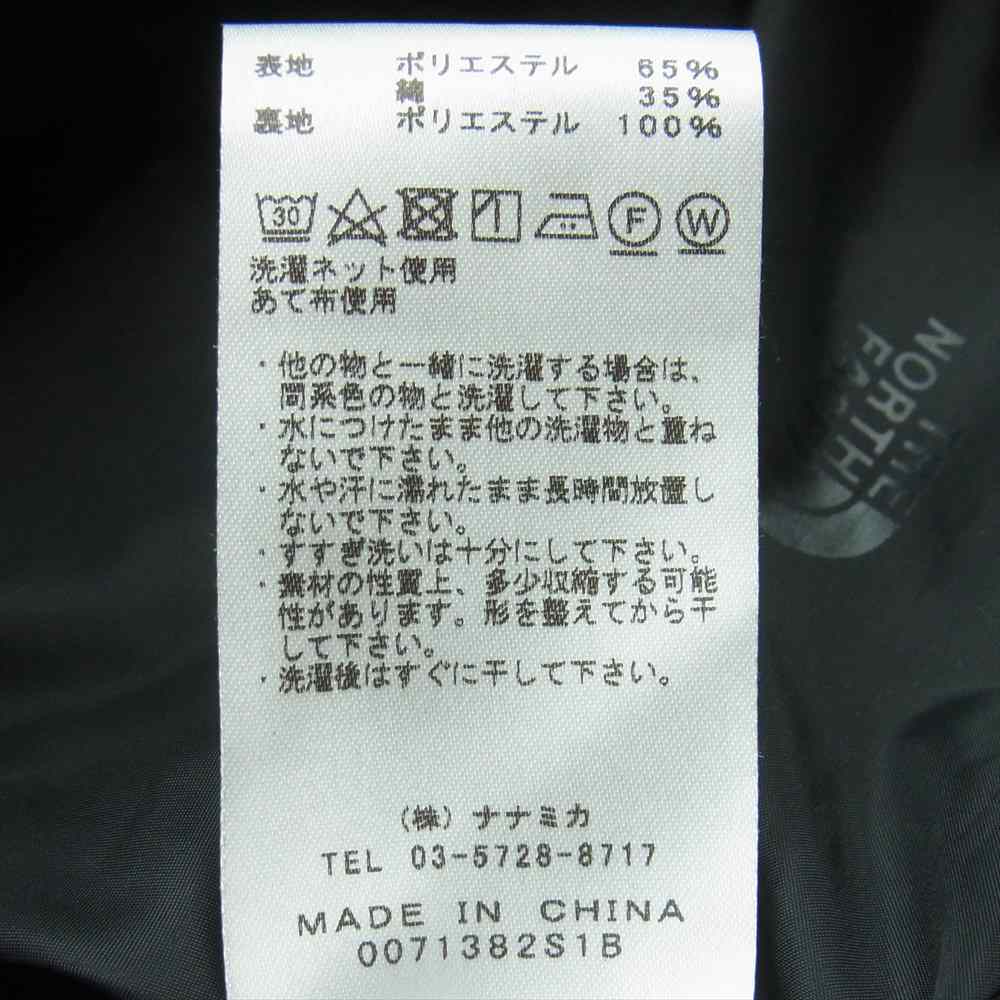 表地 ポリエステル 65%
綿 35%
裏地 ポリエステル 100%
30
F
W
洗濯ネット使用
あて布使用
・他の物と一緒に洗濯する場合は、
同系色の物と洗濯して下さい。
・水につけたまま他の洗濯物と重ね
ないで下さい。
・水や汗に濡れたまま長時間放置し
ないで下さい。
・すすぎ洗いは十分にして下さい。
・素材の性質上、多少収縮する可能
性があります。形を整えてから干
して下さい。
・洗濯後はすぐに干して下さい。
(株)ナナミカ
TEL 03-5728-8717
MADE IN CHINA
0071382S1B
THE
NORTH
FACE